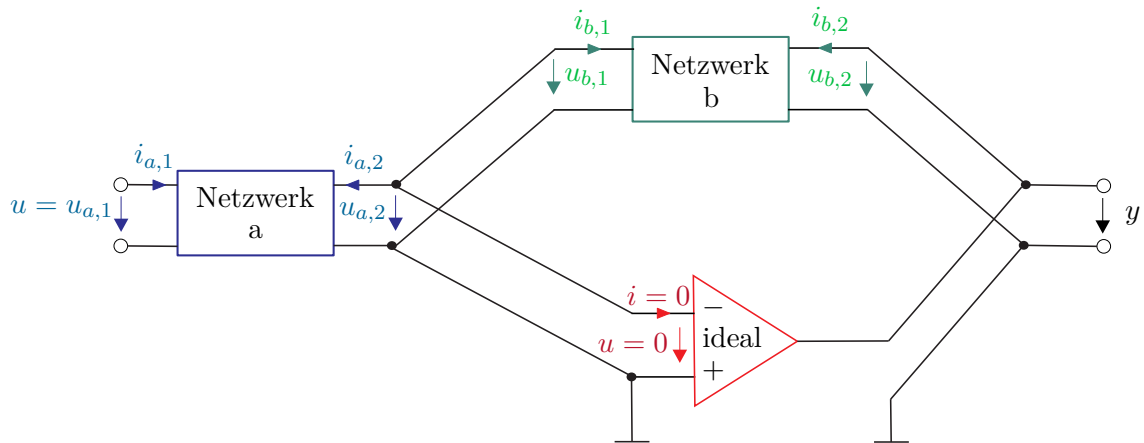 i_{b,1}
i_{b,2}
u_{b,1}
Netzwerk
b
u_{b,2}
i_{a,1}
i_{a,2}
u = u_{a,1}
Netzwerk
a
u_{a,2}
y
i = 0
−
u = 0
ideal
+